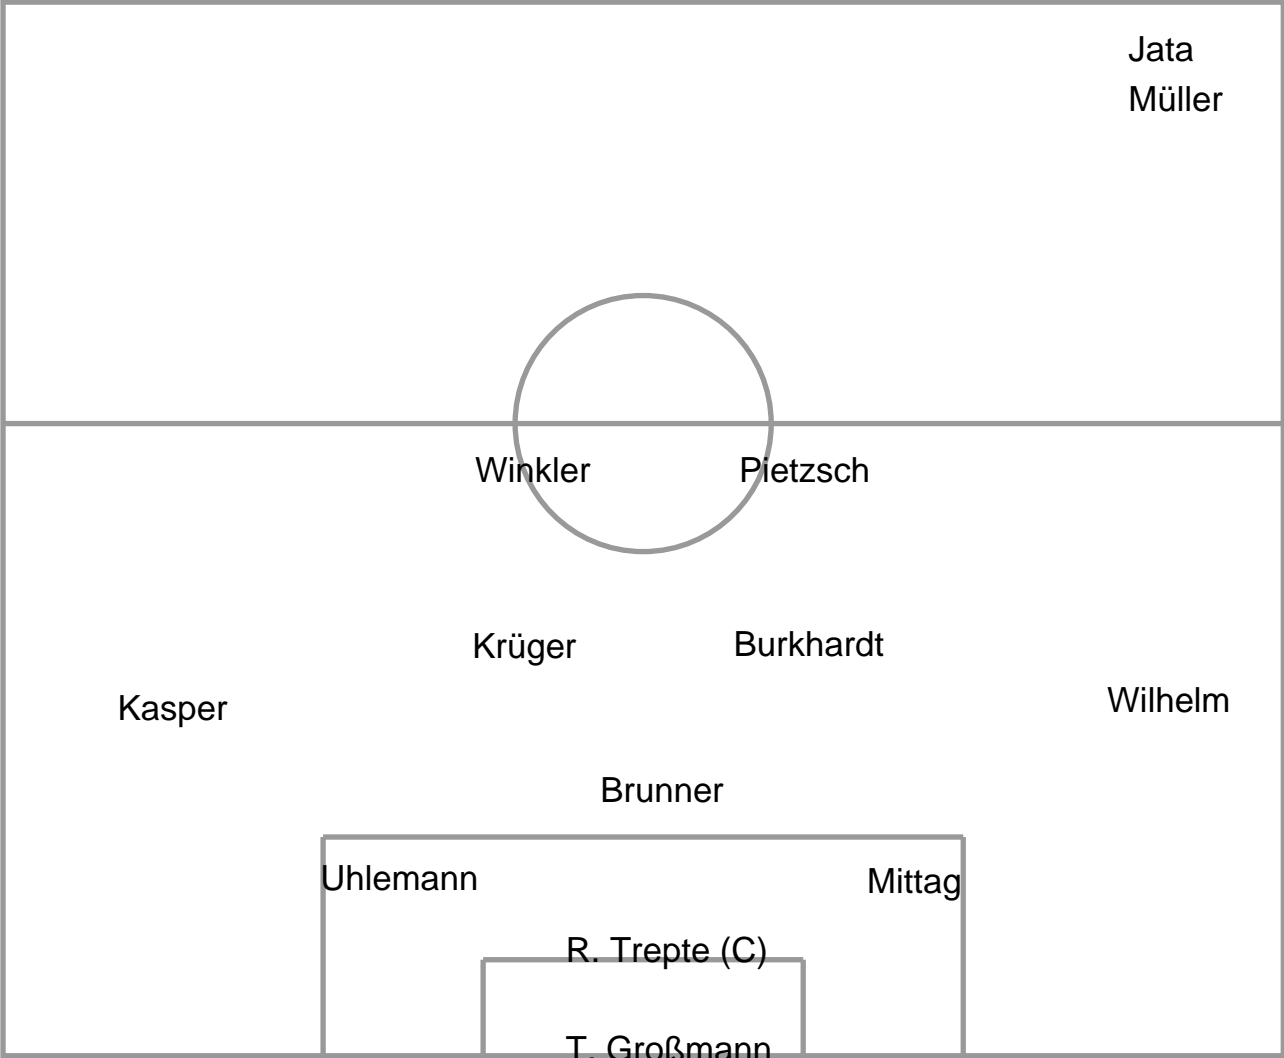 Jata
Müller
Winkler Pietzsch
Krüger Burkhardt
Kasper Wilhelm
Brunner
Uhlemann Mittag
R. Trepte (C)
T. Großmann